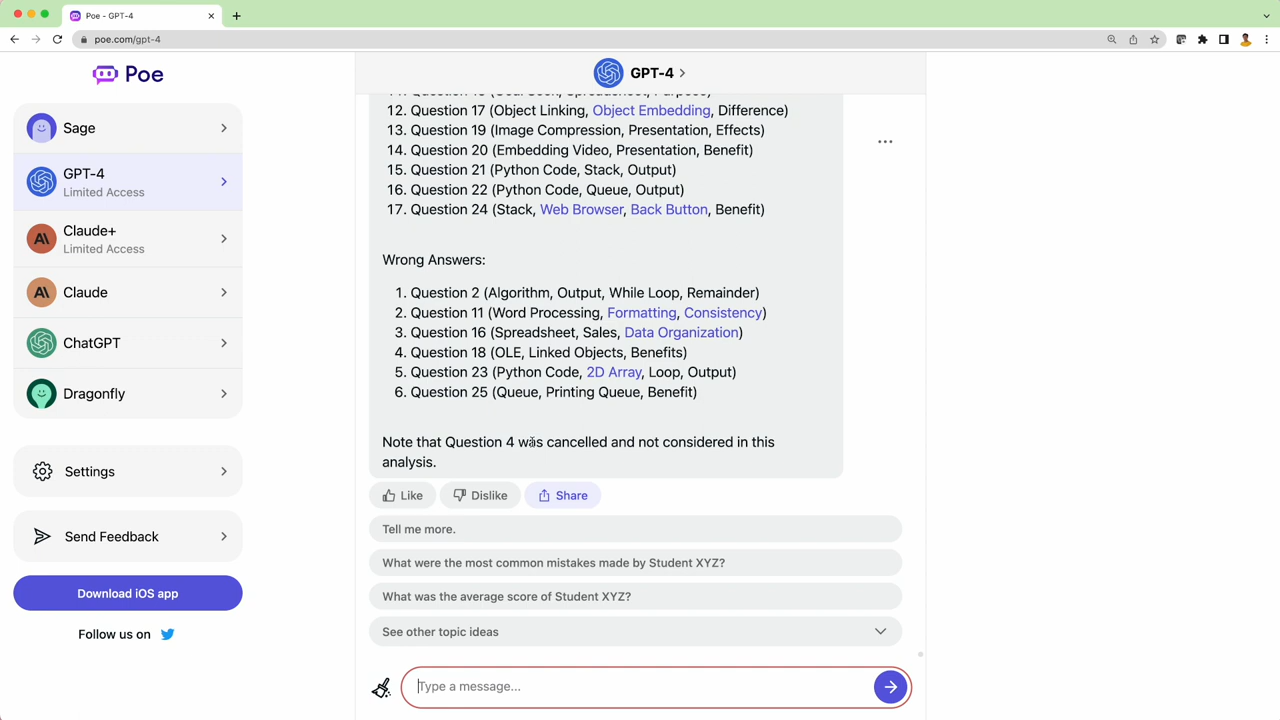 Poe - GPT-4
poe.com/gpt-4
Poe
Sage
GPT-4
Limited Access
Claude+
Limited Access
Claude
ChatGPT
Dragonfly
Settings
Send Feedback
Download iOS app
Follow us on
GPT-4
12. Question 17 (Object Linking, Object Embedding, Difference)
13. Question 19 (Image Compression, Presentation, Effects)
14. Question 20 (Embedding Video, Presentation, Benefit)
15. Question 21 (Python Code, Stack, Output)
16. Question 22 (Python Code, Queue, Output)
17. Question 24 (Stack, Web Browser, Back Button, Benefit)
Wrong Answers:
1. Question 2 (Algorithm, Output, While Loop, Remainder)
2. Question 11 (Word Processing, Formatting, Consistency)
3. Question 16 (Spreadsheet, Sales, Data Organization)
4. Question 18 (OLE, Linked Objects, Benefits)
5. Question 23 (Python Code, 2D Array, Loop, Output)
6. Question 25 (Queue, Printing Queue, Benefit)
Note that Question 4 was cancelled and not considered in this
analysis.
Like Dislike Share
Tell me more.
What were the most common mistakes made by Student XYZ?
What was the average score of Student XYZ?
See other topic ideas
Type a message...